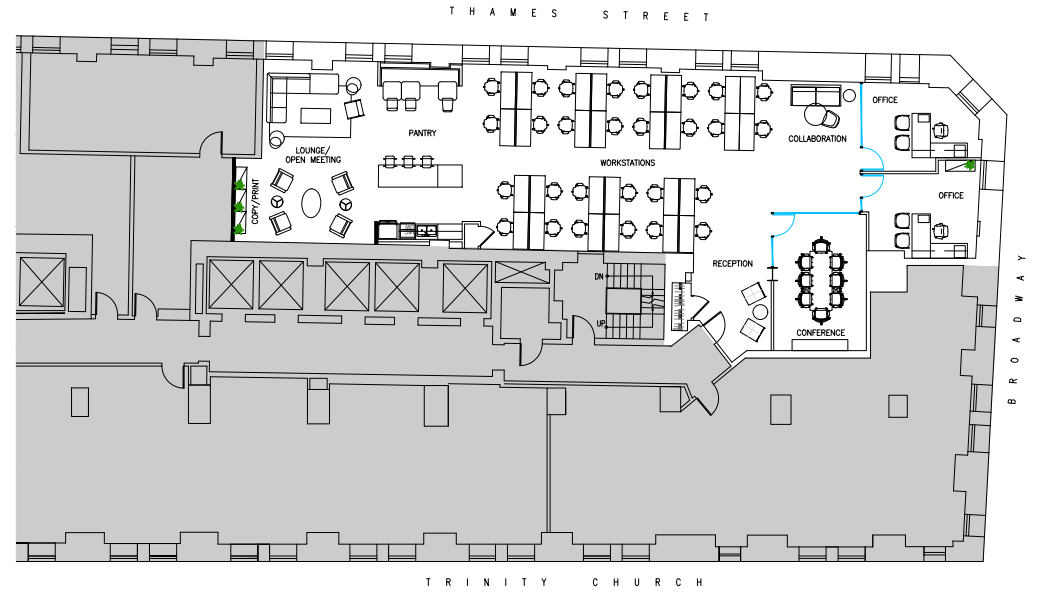 THAMES STREET
OFFICE
PANTRY
COLLABORATION
LOUNGE/
OPEN MEETING
WORKSTATIONS
COPY/PRINT
OFFICE
RECEPTION
DN
UP
CONFERENCE
BROADWAY
TRINITY CHURCH